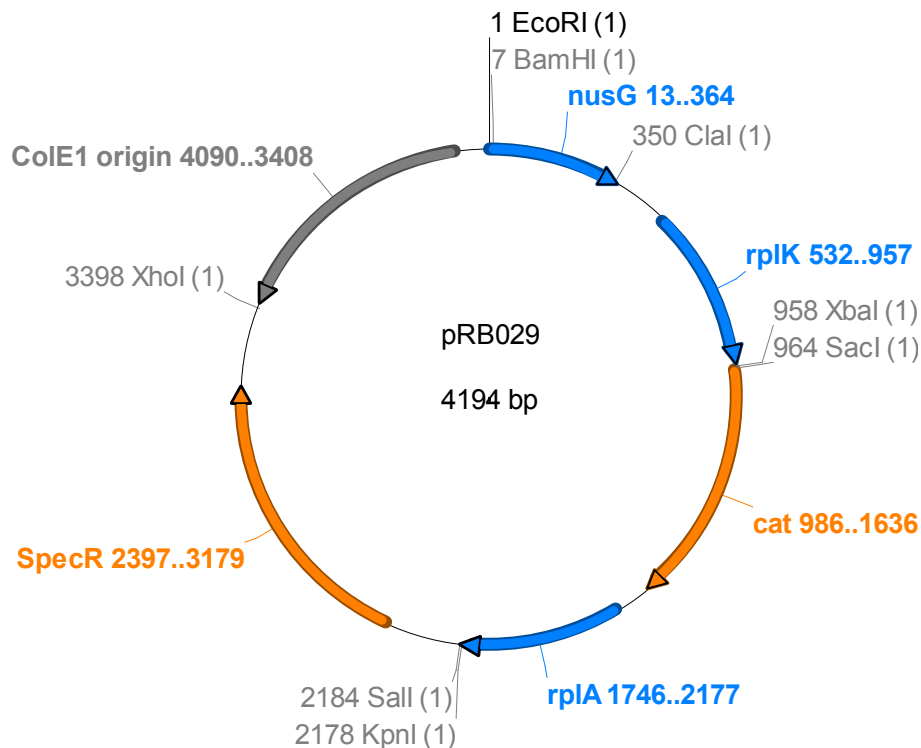 1 EcoRI (1)
7 BamHI (1)
nusG 13..364
350 ClaI (1)
ColE1 origin 4090..3408
rplK 532..957
3398 XhoI (1)
958 XbaI (1)
964 SacI (1)
pRB029
4194 bp
cat 986..1636
SpecR 2397..3179
2184 SalI (1)
rplA 1746..2177
2178 KpnI (1)